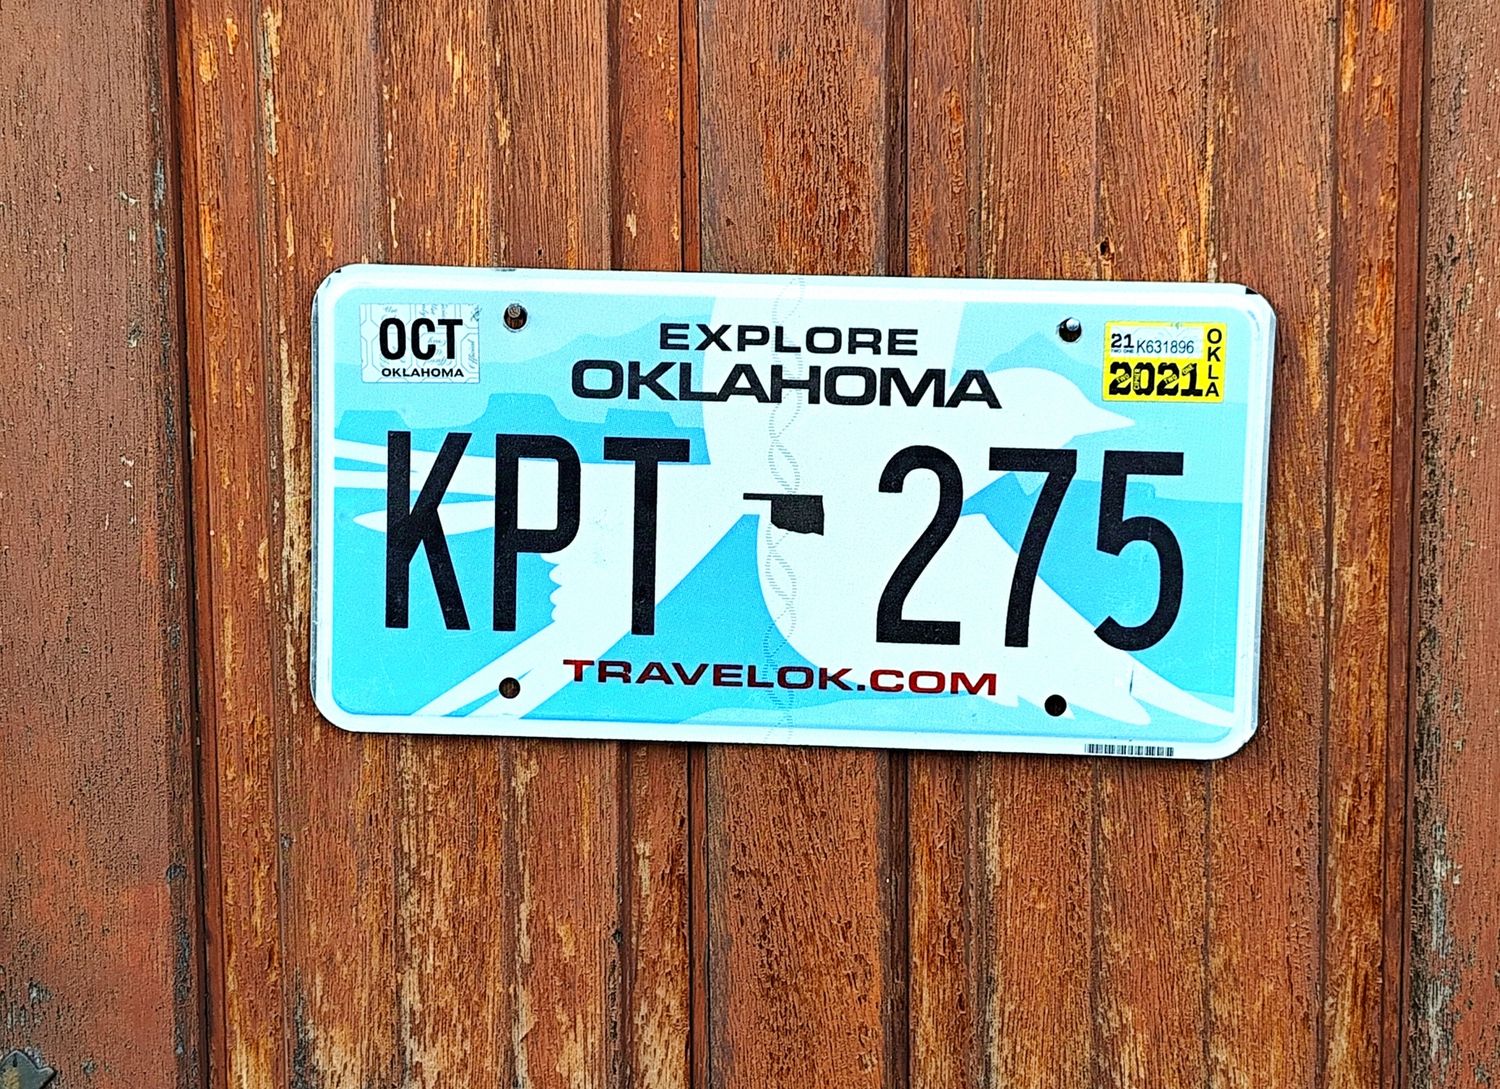 OCT
OKLAHOMA
EXPLORE
OKLAHOMA
21 K631896
2021
OKLA
KPT 275
TRAVELOK.COM